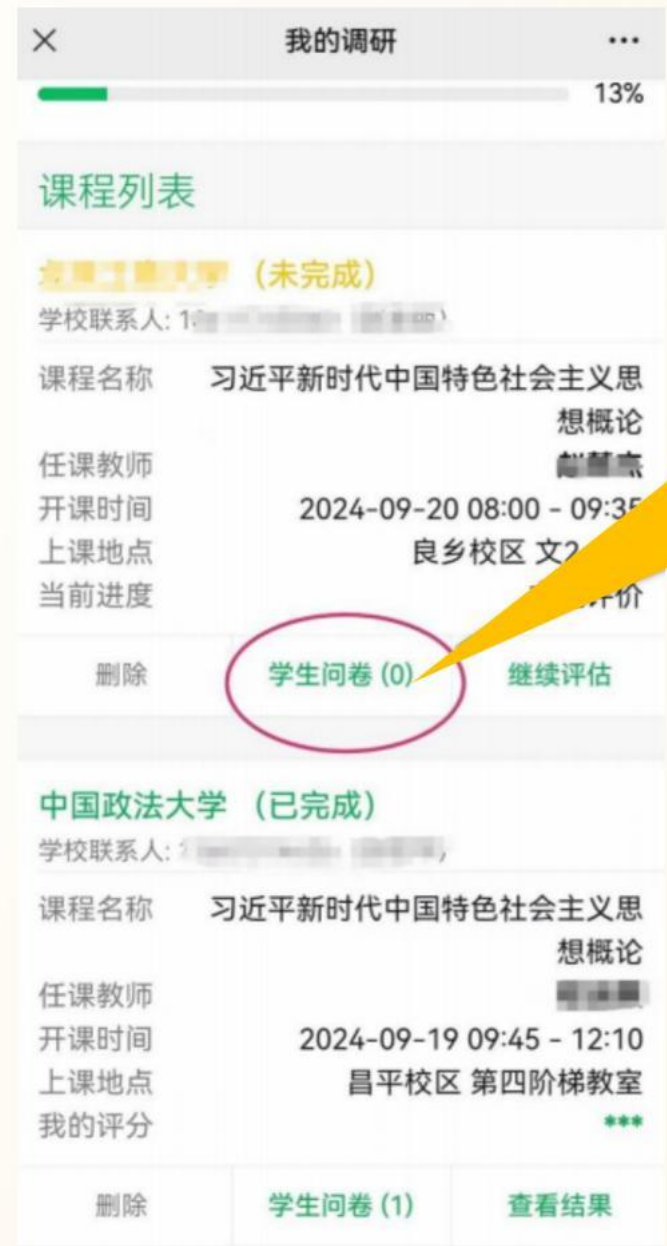 我的调研
13%
课程列表
（未完成）
学校联系人: 1
课程名称 习近平新时代中国特色社会主义思
想概论
任课教师
开课时间 2024-09-20 08:00 - 09:35
上课地点 良乡校区 文2
当前进度 评价
删除 学生问卷 (0) 继续评估
中国政法大学 （已完成）
学校联系人:
课程名称 习近平新时代中国特色社会主义思
想概论
任课教师
开课时间 2024-09-19 09:45 - 12:10
上课地点 昌平校区 第四阶梯教室
我的评分 ***
删除 学生问卷 (1) 查看结果